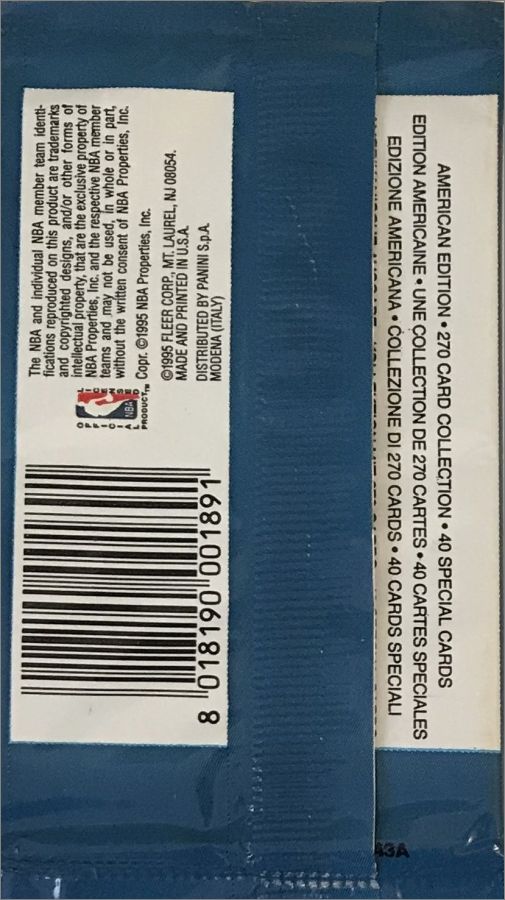 The NBA and individual NBA member team identi-
fications reproduced on this product are trademarks
and copyrighted designs, and/or other forms of
intellectual property, that are the exclusive property of
NBA Properties, Inc. and the respective NBA member
teams and may not be used, in whole or in part,
without the written consent of NBA Properties, Inc.
OFFICIAL LICENSED
NBA
PRODUCT™
Copr. ©1995 NBA Properties, Inc.
©1995 FLEER CORP., MT. LAUREL, NJ 08054.
MADE AND PRINTED IN U.S.A.
DISTRIBUTED BY PANINI S.p.A.
MODENA (ITALY)
8 018190 001891
AMERICAN EDITION • 270 CARD COLLECTION • 40 SPECIAL CARDS
EDITION AMERICAINE • UNE COLLECTION DE 270 CARTES • 40 CARTES SPECIALES
EDIZIONE AMERICANA • COLLEZIONE DI 270 CARDS • 40 CARDS SPECIALI